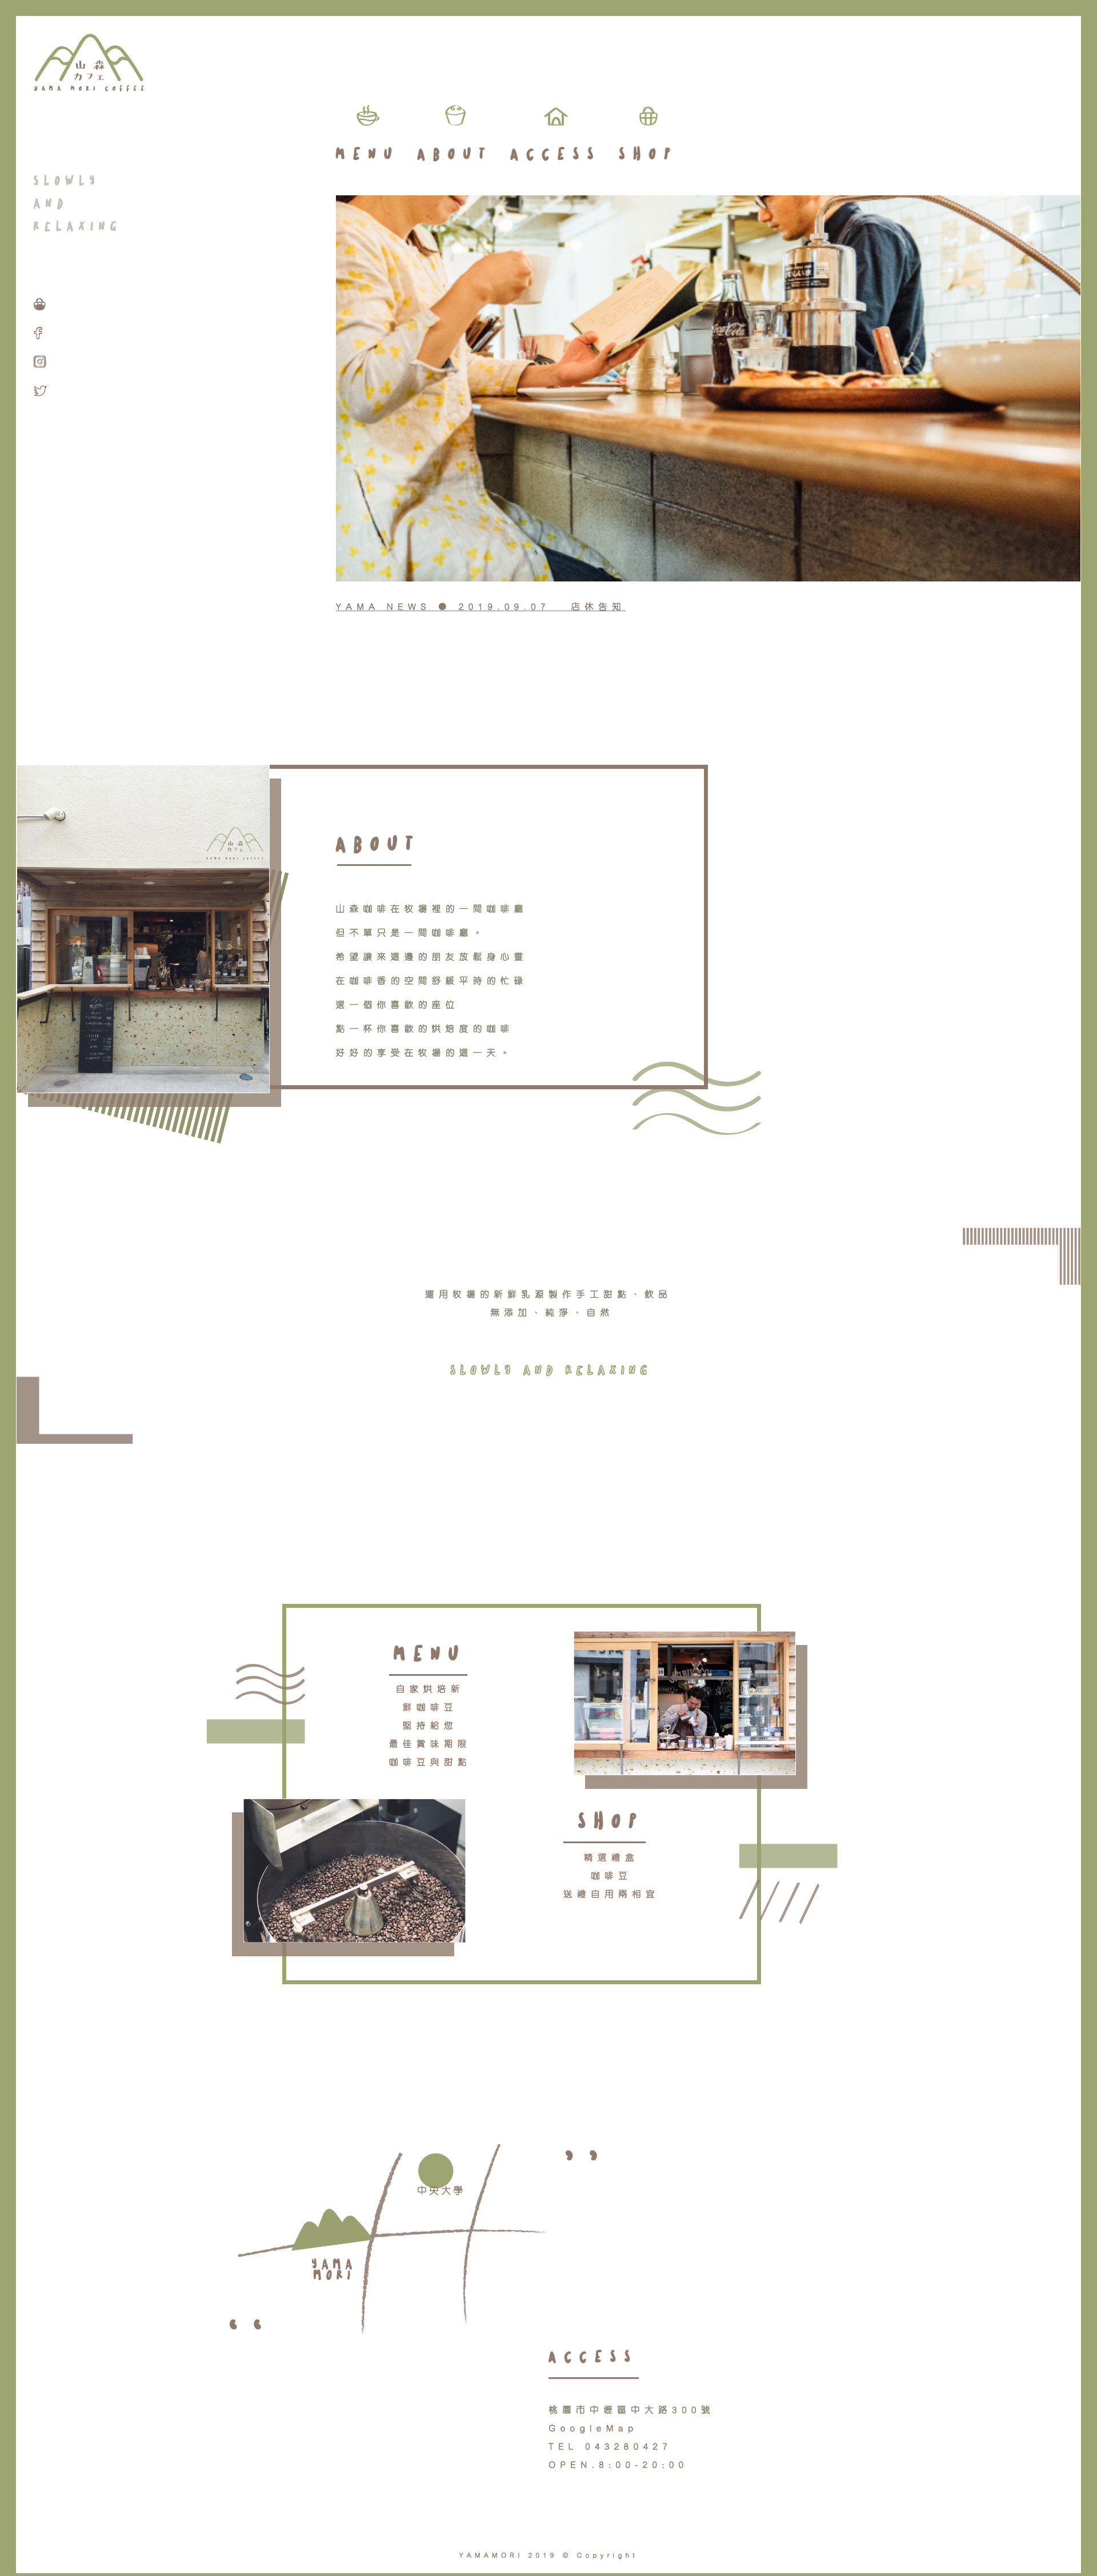 山森
カフェ
YAMA MORI COFFEE
MENU ABOUT ACCESS SHOP
SLOWLY
AND
RELAXING
Coca-Cola
YAMA NEWS ● 2019.09.07 店休告知
山森
カフェ
YAMA MORI COFFEE
ABOUT
山森咖啡在牧場裡的一間咖啡廳
但不單只是一間咖啡廳。
希望讓來這邊的朋友放鬆身心靈
在咖啡香的空間舒緩平時的忙碌
選一個你喜歡的座位
點一杯你喜歡的烘焙度的咖啡
好好的享受在牧場的這一天。
運用牧場的新鮮乳源製作手工甜點、飲品
無添加、純淨、自然
SLOWLY AND RELAXING
MENU
自家烘焙新
鮮咖啡豆
堅持給您
最佳賞味期限
咖啡豆與甜點
SHOP
精選禮盒
咖啡豆
送禮自用兩相宜
中央大學
YAMA
MORI
ACCESS
桃園市中壢區中大路300號
GoogleMap
TEL 043280427
OPEN.8:00-20:00
YAMAMORI 2019 © Copyright